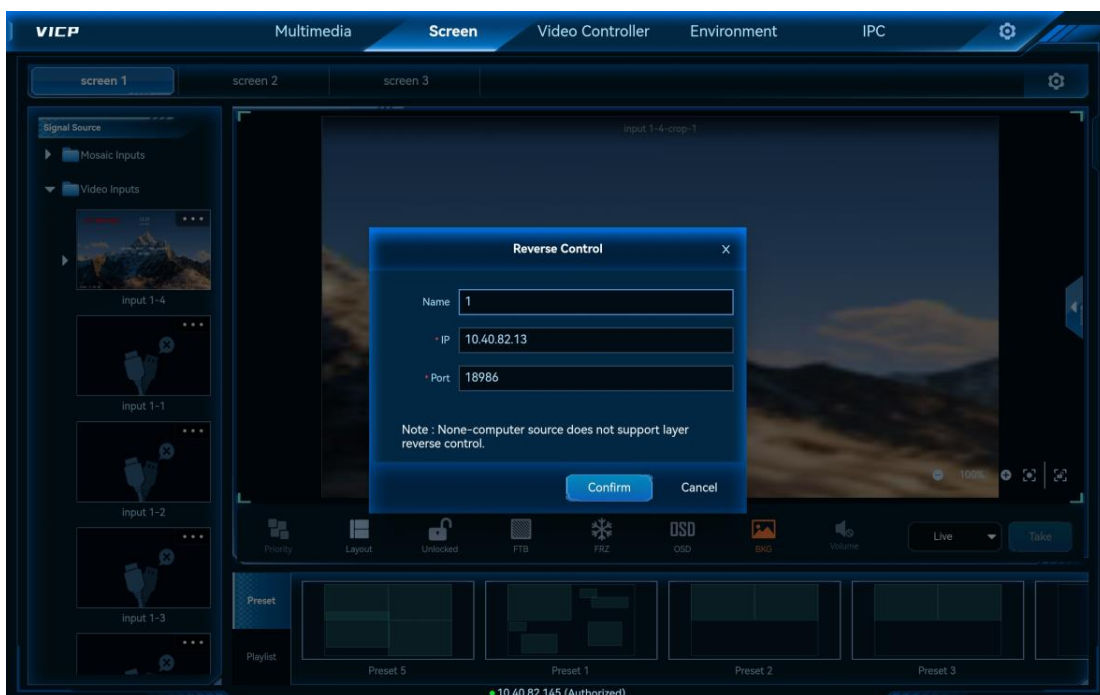 VICP
Multimedia
Screen
Video Controller
Environment
IPC
screen 1
screen 2
screen 3
Signal Source
Mosaic Inputs
Video Inputs
input 1-4
input 1-1
input 1-2
input 1-3
input 1-4-crop-1
Reverse Control
X
Name 1
* IP 10.40.82.13
* Port 18986
Note : None-computer source does not support layer
reverse control.
Confirm
Cancel
100%
Priority
Layout
Unlocked
FTB
FRZ
OSD
OSD
BKG
Volume
Live
Take
Preset
Playlist
Preset 5
Preset 1
Preset 2
Preset 3
10.40.82.145 (Authorized)